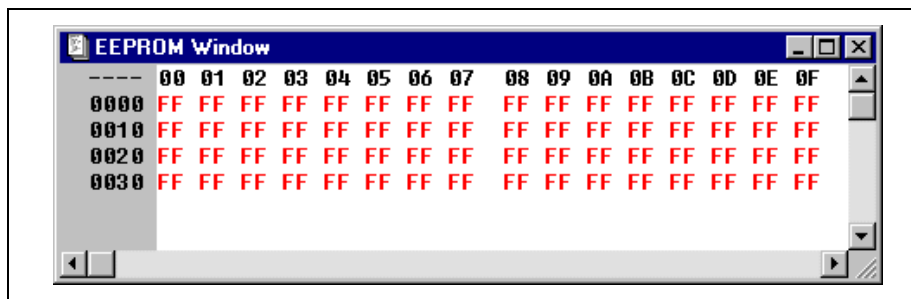 EEPROM Window
---- 00 01 02 03 04 05 06 07 08 09 0A 0B 0C 0D 0E 0F
0000 FF FF FF FF FF FF FF FF FF FF FF FF FF FF FF FF
0010 FF FF FF FF FF FF FF FF FF FF FF FF FF FF FF FF
0020 FF FF FF FF FF FF FF FF FF FF FF FF FF FF FF FF
0030 FF FF FF FF FF FF FF FF FF FF FF FF FF FF FF FF